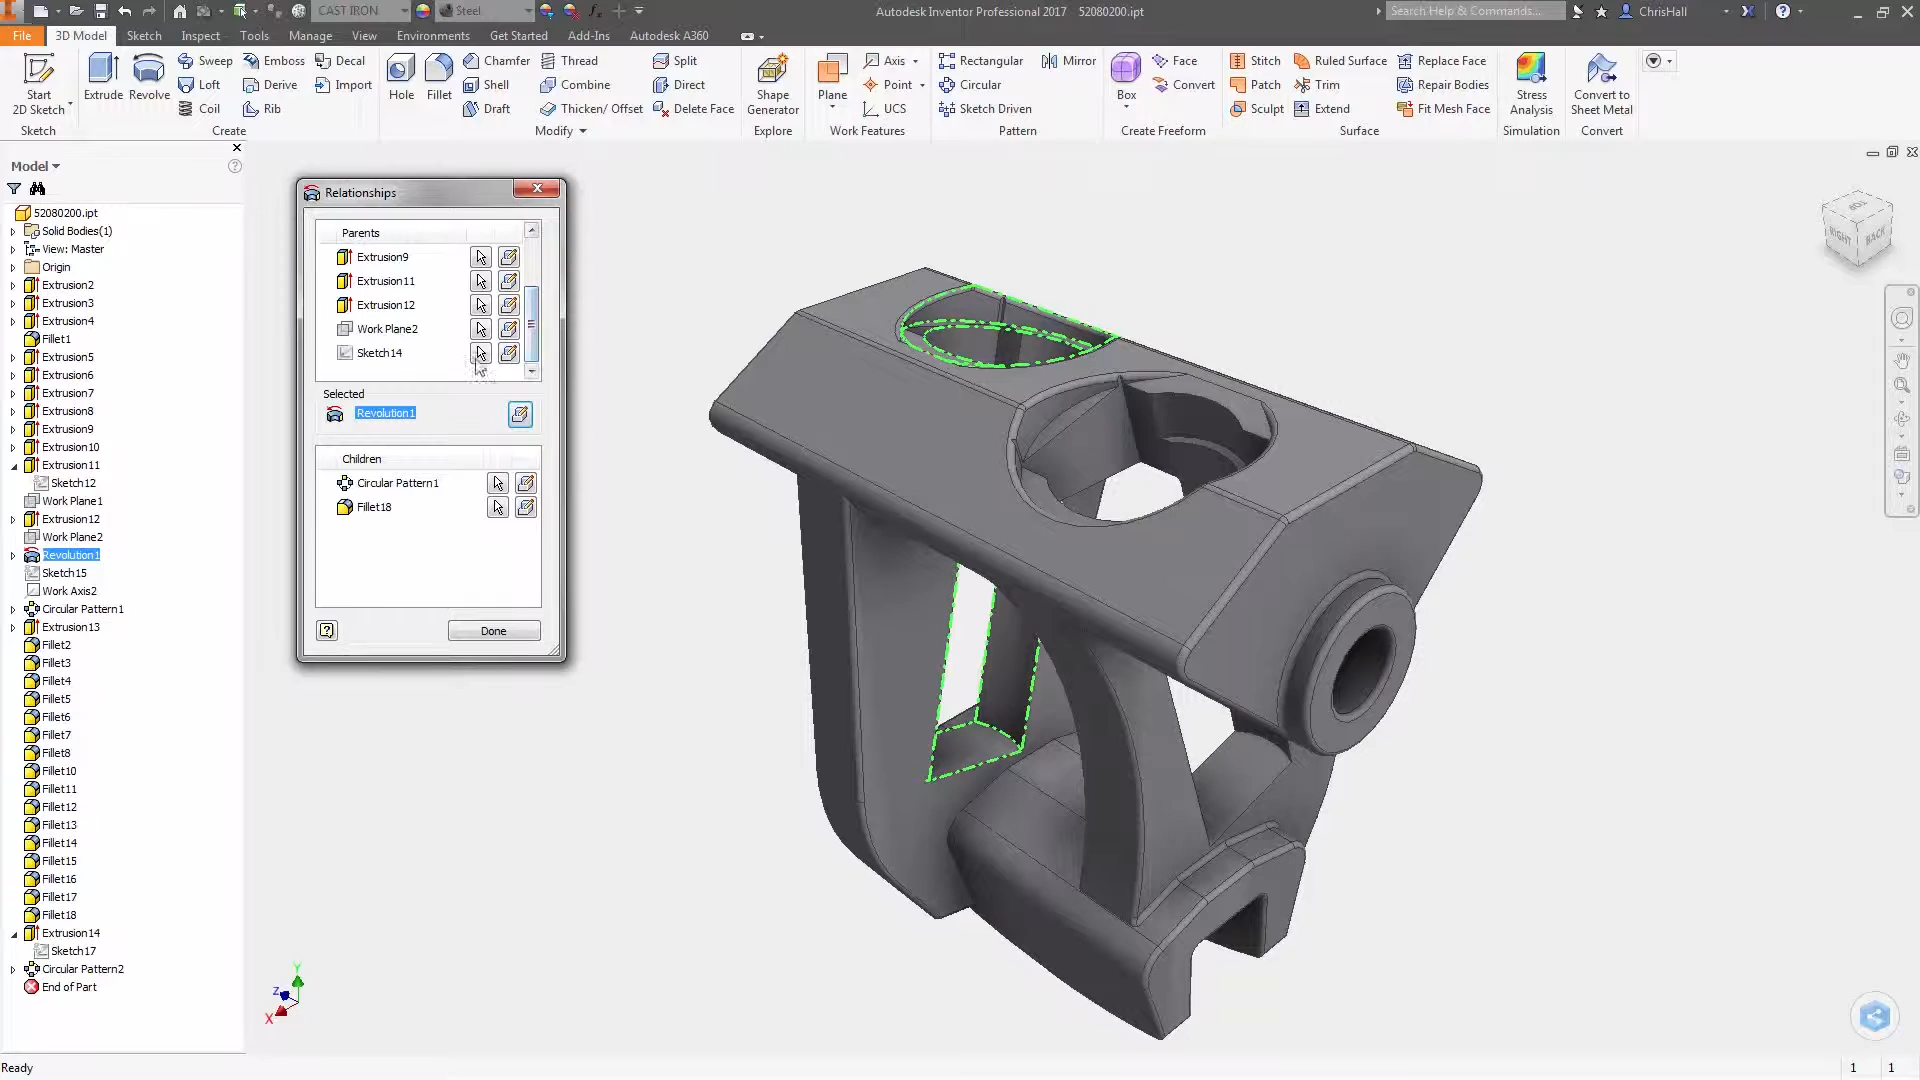 CAST IRON
Steel
fx
Autodesk Inventor Professional 2017 52080200.ipt
Search Help & Commands...
ChrisHall
File
3D Model
Sketch
Inspect
Tools
Manage
View
Environments
Get Started
Add-Ins
Autodesk A360
Start
2D Sketch
Sketch
Extrude
Revolve
Sweep
Loft
Coil
Emboss
Derive
Rib
Decal
Import
Create
Hole
Fillet
Chamfer
Shell
Draft
Thread
Combine
Thicken/ Offset
Split
Direct
Delete Face
Modify
Shape
Generator
Explore
Plane
Axis
Point
UCS
Work Features
Rectangular
Circular
Sketch Driven
Mirror
Pattern
Box
Face
Convert
Create Freeform
Stitch
Patch
Sculpt
Ruled Surface
Trim
Extend
Replace Face
Repair Bodies
Fit Mesh Face
Surface
Stress
Analysis
Simulation
Convert to
Sheet Metal
Convert
Model
52080200.ipt
Solid Bodies(1)
View: Master
Origin
Extrusion2
Extrusion3
Extrusion4
Fillet1
Extrusion5
Extrusion6
Extrusion7
Extrusion8
Extrusion9
Extrusion10
Extrusion11
Sketch12
Work Plane1
Extrusion12
Work Plane2
Revolution1
Sketch15
Work Axis2
Circular Pattern1
Extrusion13
Fillet2
Fillet3
Fillet4
Fillet5
Fillet6
Fillet7
Fillet8
Fillet10
Fillet11
Fillet12
Fillet13
Fillet14
Fillet15
Fillet16
Fillet17
Fillet18
Extrusion14
Sketch17
Circular Pattern2
End of Part
Relationships
Parents
Extrusion9
Extrusion11
Extrusion12
Work Plane2
Sketch14
Selected
Revolution1
Children
Circular Pattern1
Fillet18
Done
TOP
RIGHT
BACK
Y
Z
X
Ready
1 1